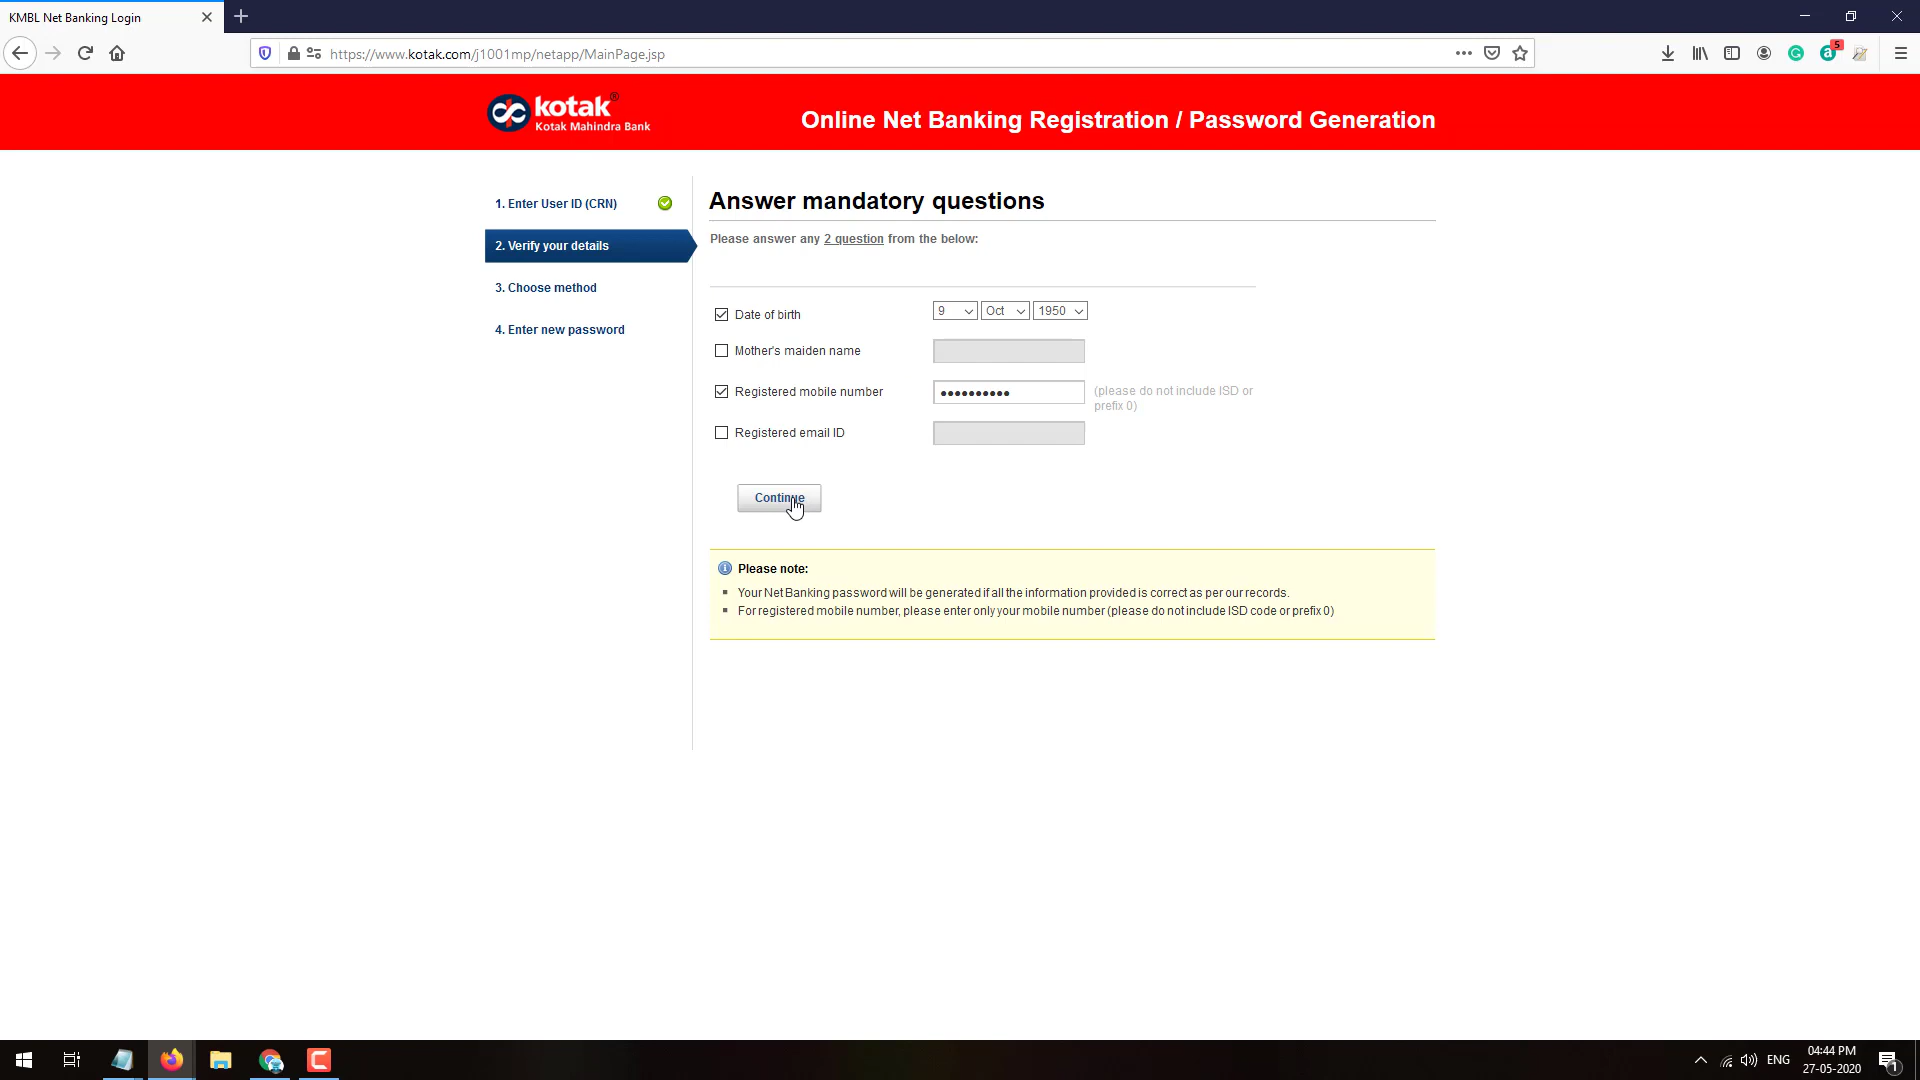 KMBL Net Banking Login
https://www.kotak.com/j1001mp/netapp/MainPage.jsp
5
kotak®
Kotak Mahindra Bank
Online Net Banking Registration / Password Generation
1. Enter User ID (CRN)
2. Verify your details
3. Choose method
4. Enter new password
Answer mandatory questions
Please answer any 2 question from the below:
Date of birth 9 Oct 1950
Mother's maiden name
Registered mobile number •••••••••• (please do not include ISD or
prefix 0)
Registered email ID
Continue
Please note:
Your Net Banking password will be generated if all the information provided is correct as per our records.
For registered mobile number, please enter only your mobile number (please do not include ISD code or prefix 0)
ENG
04:44 PM
27-05-2020
1